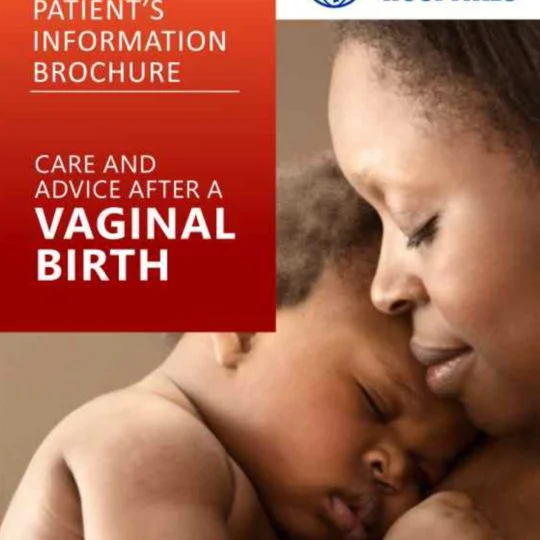 PATIENT'S
INFORMATION
BROCHURE
CARE AND
ADVICE AFTER A
VAGINAL
BIRTH